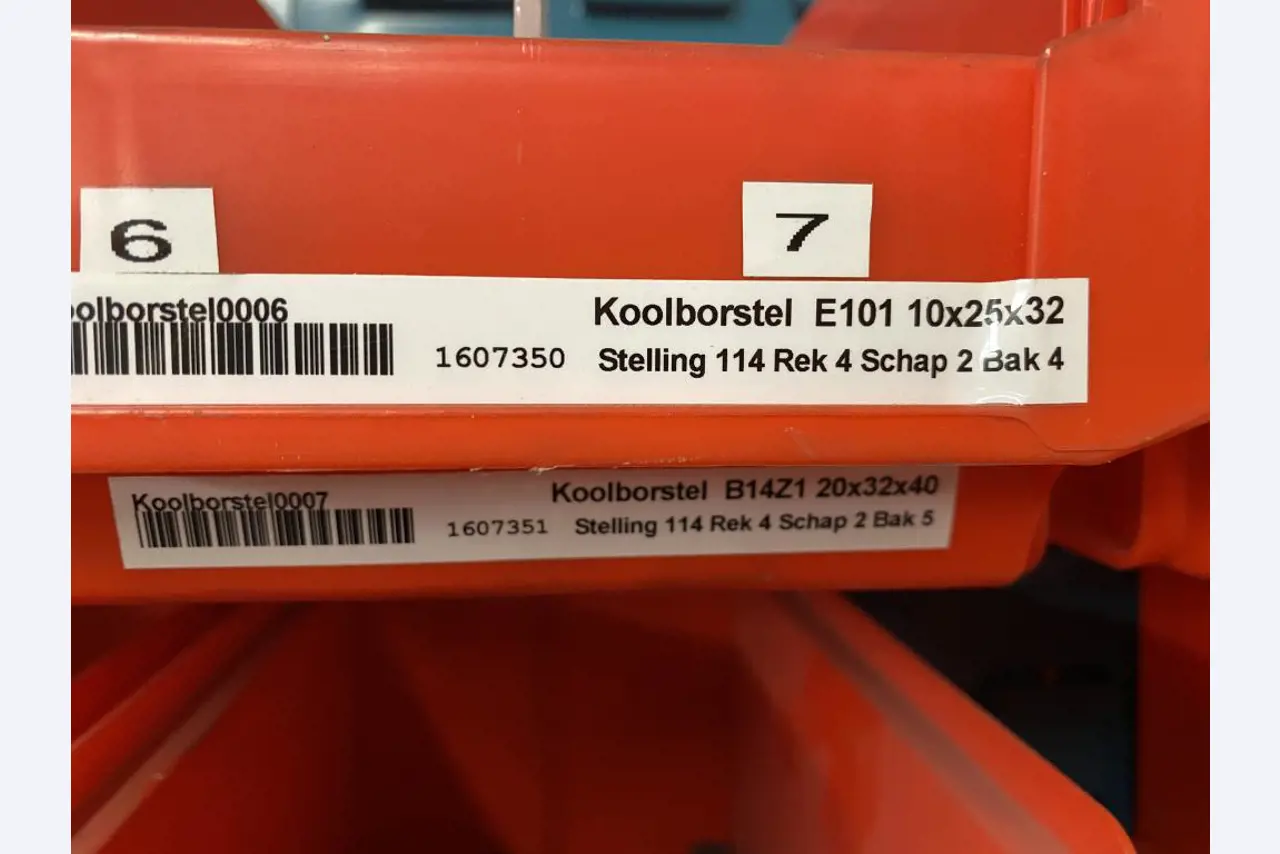 6
7
oolborstel0006
Koolborstel E101 10x25x32
1607350 Stelling 114 Rek 4 Schap 2 Bak 4
Koolborstel0007
Koolborstel B14Z1 20x32x40
1607351 Stelling 114 Rek 4 Schap 2 Bak 5